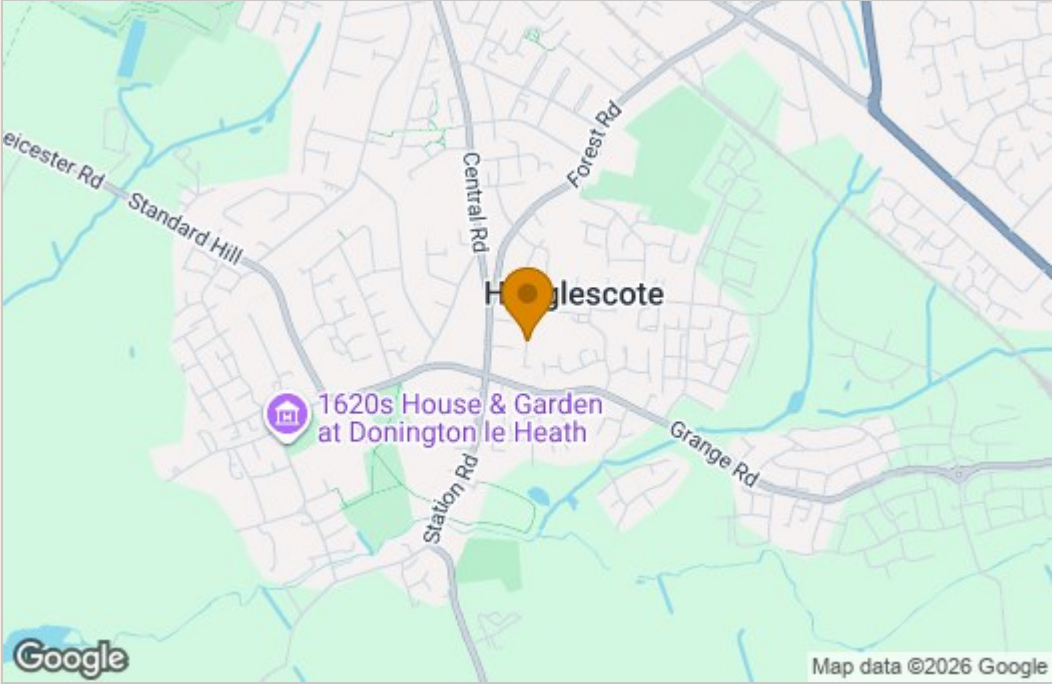 eicester Rd
Standard Hill
Central Rd
Forest Rd
H glescote
1620s House & Garden
at Donington le Heath
Grange Rd
Station Rd
Google
Map data ©2026 Google